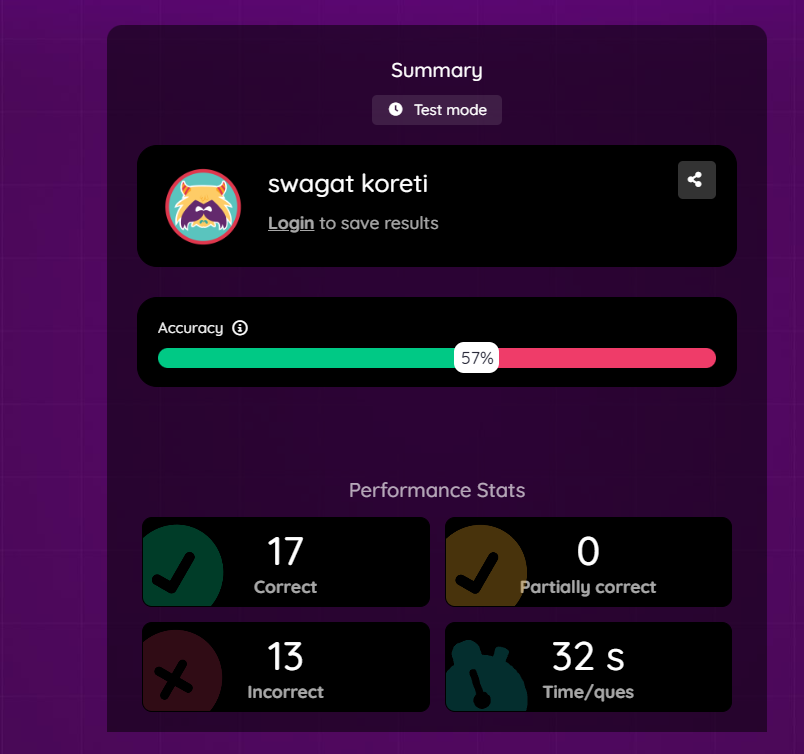 Summary
Test mode
swagat koreti
Login to save results
Accuracy
57%
Performance Stats
17
Correct
0
Partially correct
13
Incorrect
32 s
Time/ques